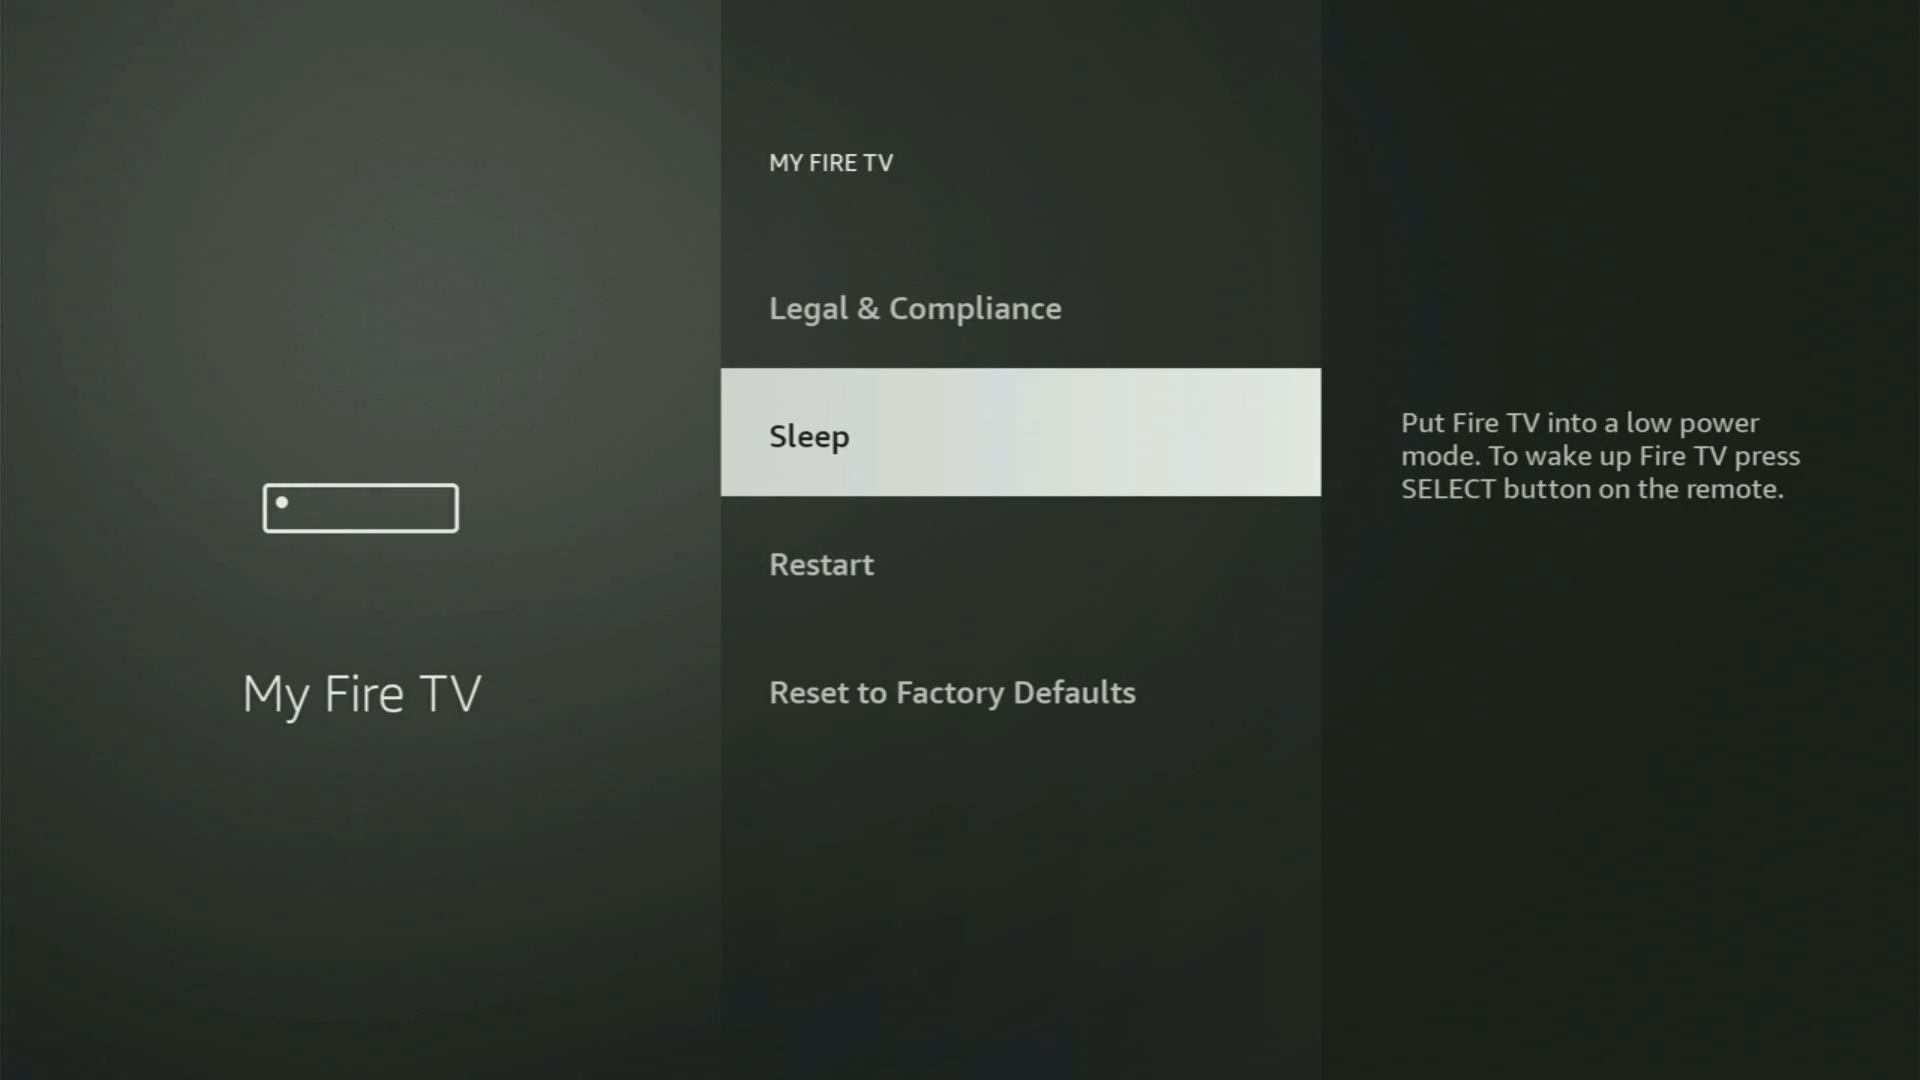 MY FIRE TV
Legal & Compliance
Sleep
Restart
Reset to Factory Defaults
My Fire TV
Put Fire TV into a low power
mode. To wake up Fire TV press
SELECT button on the remote.